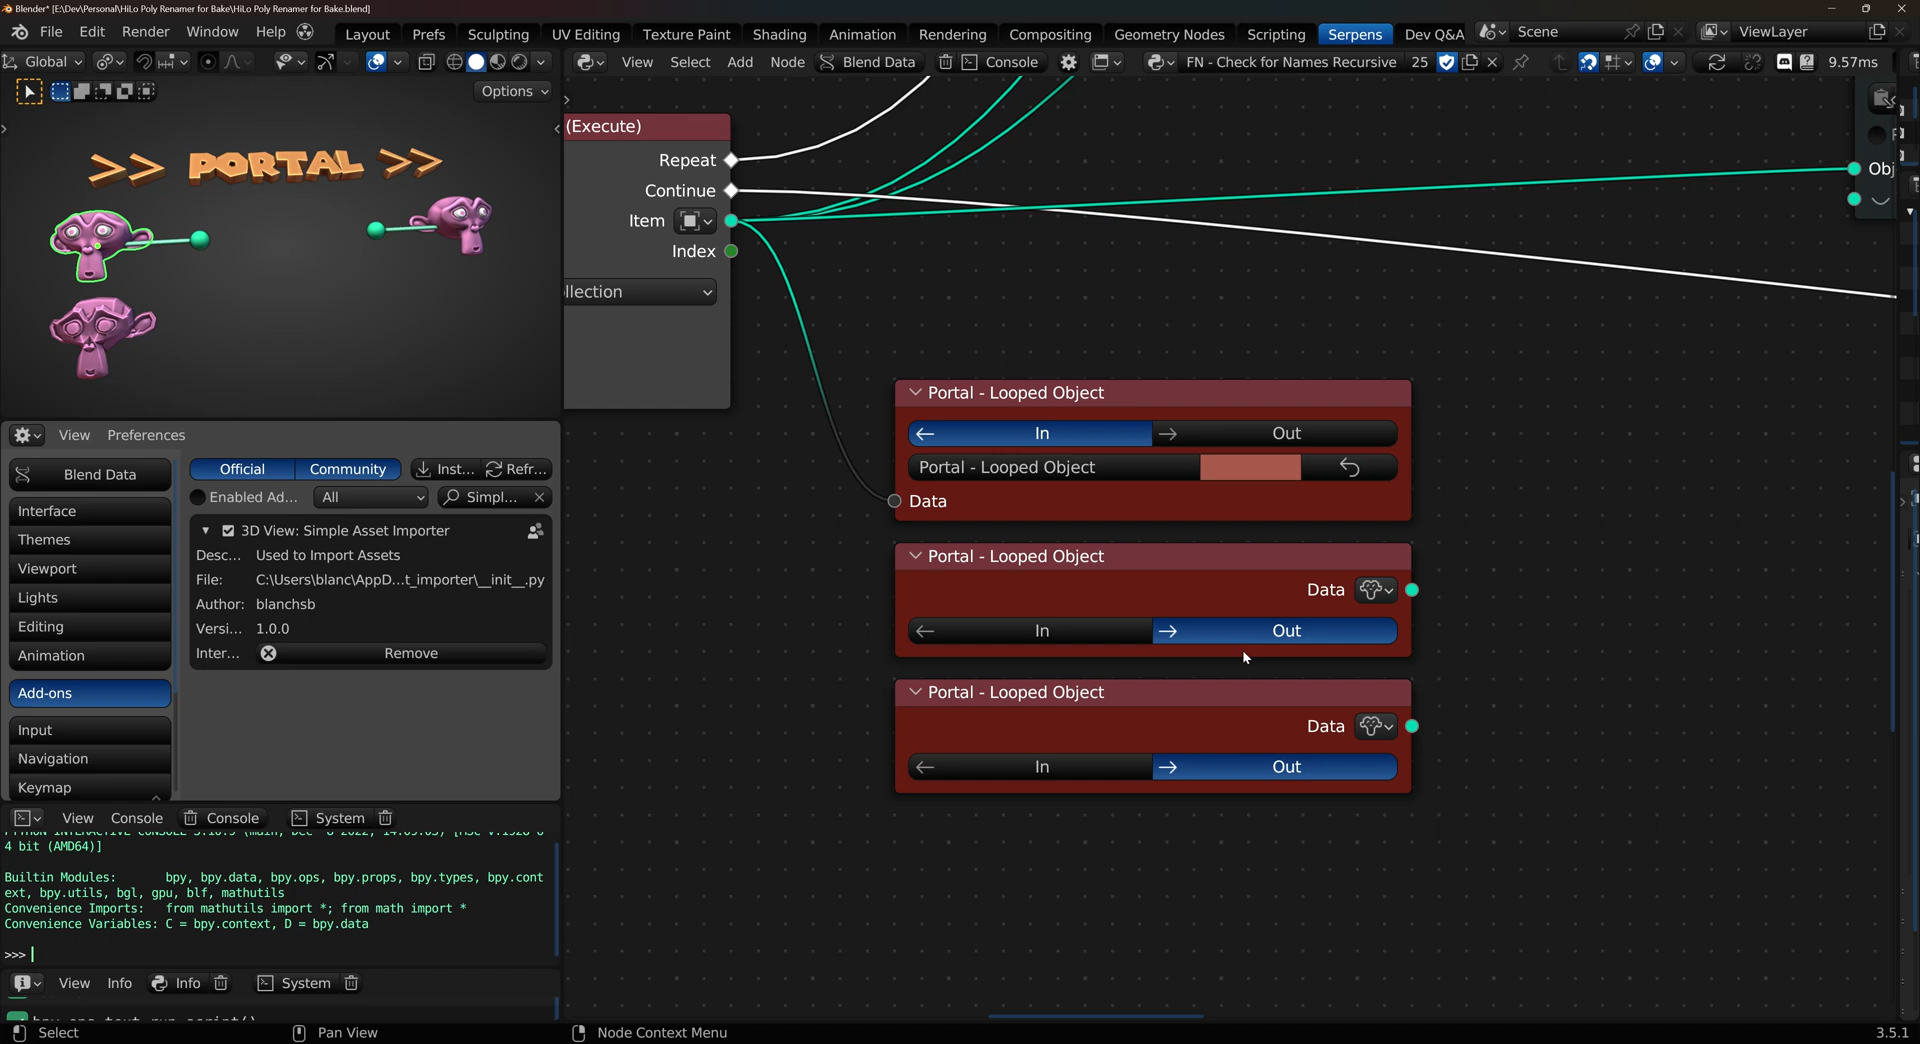 Blender* [E:\Dev\Personal\HiLo Poly Renamer for Bake\HiLo Poly Renamer for Bake.blend]
File Edit Render Window Help
Layout Prefs Sculpting UV Editing Texture Paint Shading Animation Rendering Compositing Geometry Nodes Scripting Serpens Dev Q&A
Scene
ViewLayer
Global
View Select Add Node Blend Data Console
FN - Check for Names Recursive 25
9.57ms
Options
>> PORTAL >>
(Execute)
Repeat
Continue
Item
Index
llection
Obj
Portal - Looped Object
In Out
Portal - Looped Object
Data
Portal - Looped Object
Data
In Out
Portal - Looped Object
Data
In Out
View Preferences
Blend Data
Interface
Themes
Viewport
Lights
Editing
Animation
Add-ons
Input
Navigation
Keymap
Official Community Inst... Refr...
Enabled Ad... All Simpl...
3D View: Simple Asset Importer
Desc... Used to Import Assets
File: C:\Users\blanc\AppD...t_importer\__init__.py
Author: blanchsb
Versi... 1.0.0
Inter... Remove
View Console Console System
4 bit (AMD64)]
Builtin Modules: bpy, bpy.data, bpy.ops, bpy.props, bpy.types, bpy.cont
ext, bpy.utils, bgl, gpu, blf, mathutils
Convenience Imports: from mathutils import *; from math import *
Convenience Variables: C = bpy.context, D = bpy.data
>>>
View Info Info System
Select Pan View Node Context Menu
3.5.1